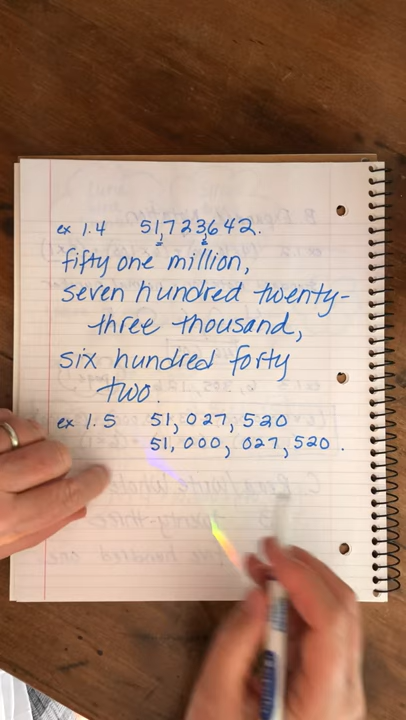 ex 1.4 51,723,642.
fifty one million,
seven hundred twenty-
three thousand,
six hundred forty
two.
ex 1.5 51, 027, 520
51, 000, 027, 520.